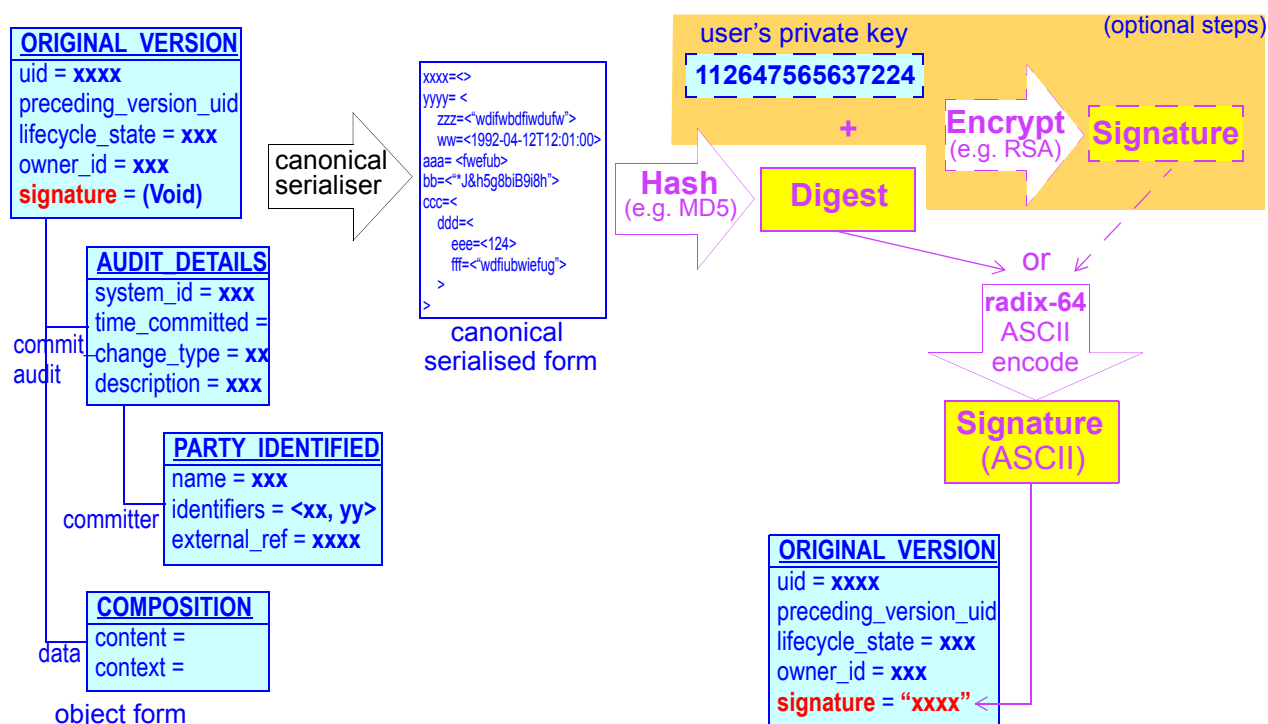 ORIGINAL_VERSION
uid = xxxx
preceding_version_uid
lifecycle_state = xxx
owner_id = xxx
signature = (Void)
commit_
audit
AUDIT_DETAILS
system_id = xxx
time_committed =
change_type = xx
description = xxx
committer
PARTY_IDENTIFIED
name = xxx
identifiers = <xx, yy>
external_ref = xxxx
data
COMPOSITION
content =
context =
object form
canonical
serialiser
xxxx=<>
yyyy= <
zzz=<“wdifwbdfiwdufw”>
ww=<1992-04-12T12:01:00>
aaa= <fwefub>
bb=<“*J&h5g8biB9i8h”>
ccc=<
ddd=<
eee=<124>
fff=<“wdfiubwiefug”>
>
>
canonical
serialised form
(optional steps)
user’s private key
112647565637224
+
Encrypt
(e.g. RSA)
Signature
Hash
(e.g. MD5)
Digest
or
radix-64
ASCII
encode
Signature
(ASCII)
ORIGINAL_VERSION
uid = xxxx
preceding_version_uid
lifecycle_state = xxx
owner_id = xxx
signature = “xxxx”